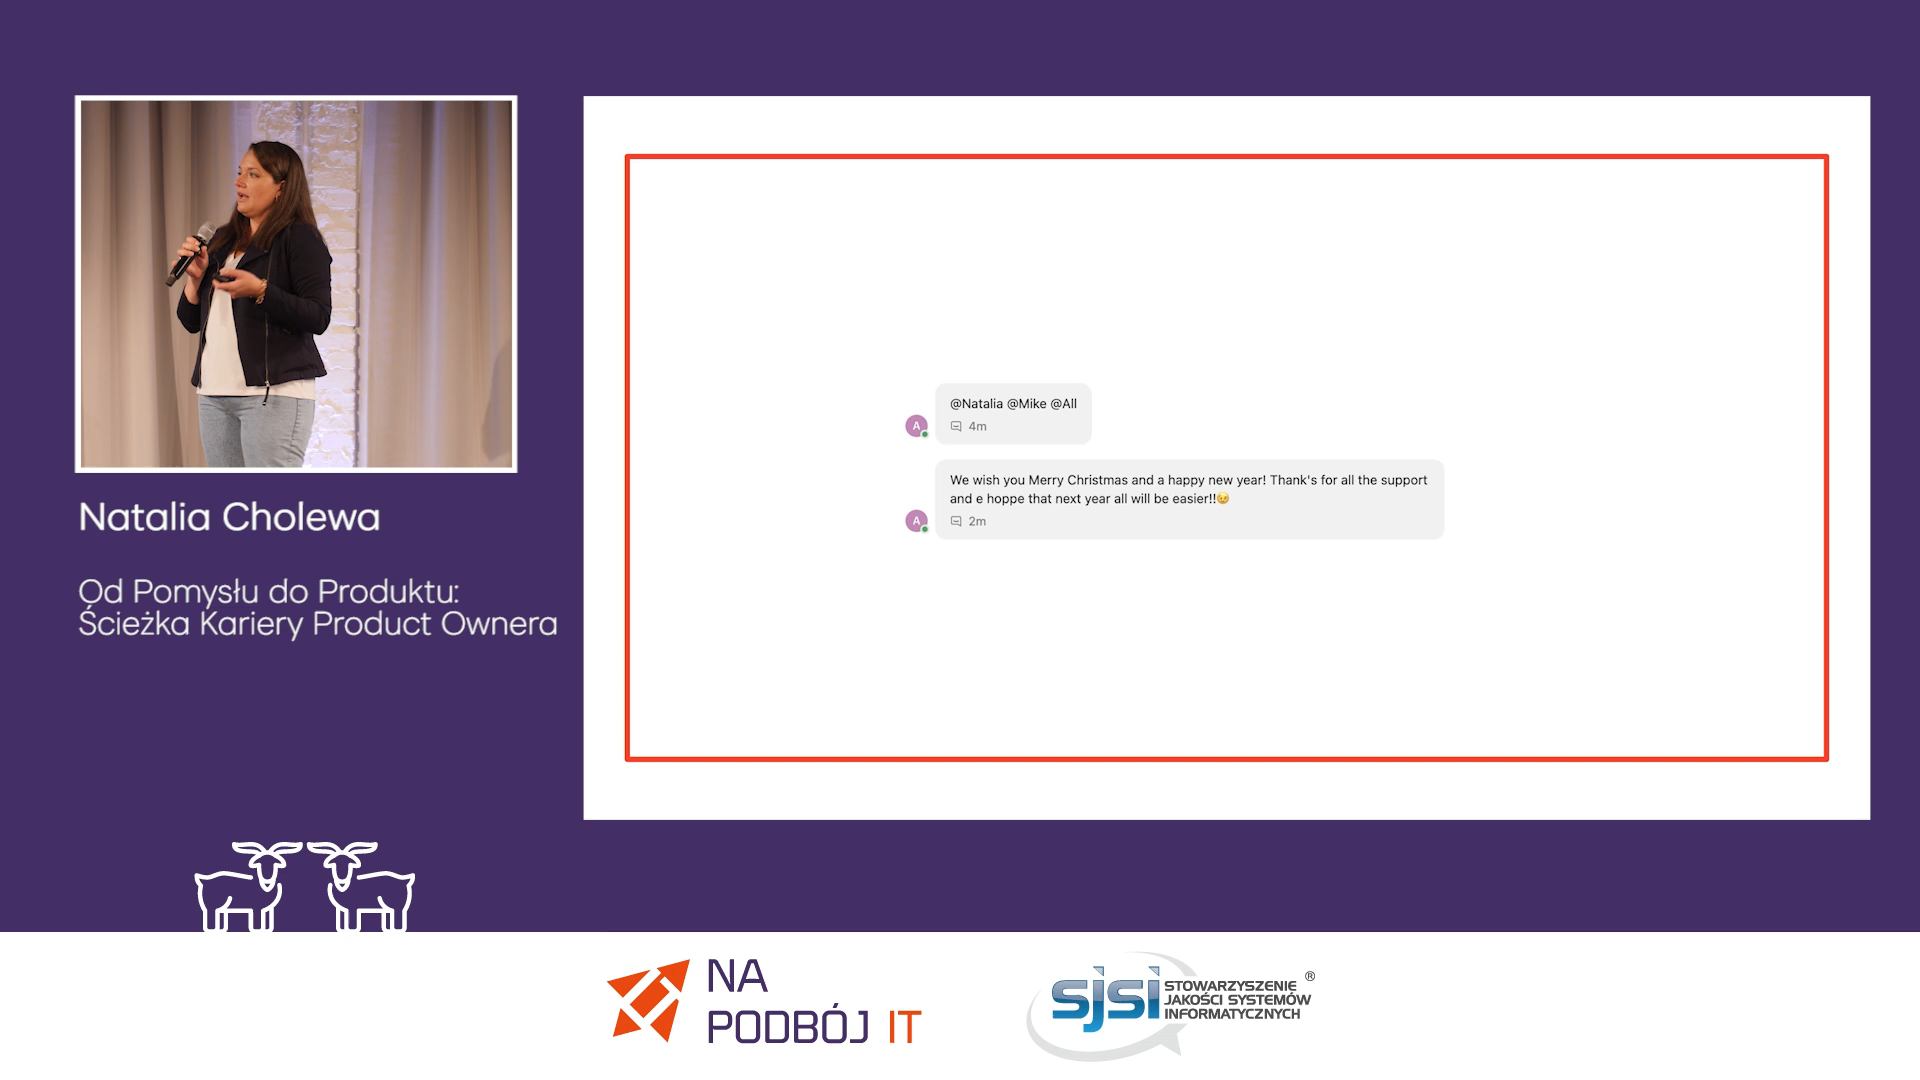 Natalia Cholewa
Od Pomysłu do Produktu:
Ścieżka Kariery Product Ownera
@Natalia @Mike @All
4m
A
We wish you Merry Christmas and a happy new year! Thank's for all the support
and e hoppe that next year all will be easier!!😉
2m
A
NA
PODBÓJ IT
sjsi
STOWARZYSZENIE ®
JAKOŚCI SYSTEMÓW
INFORMATYCZNYCH